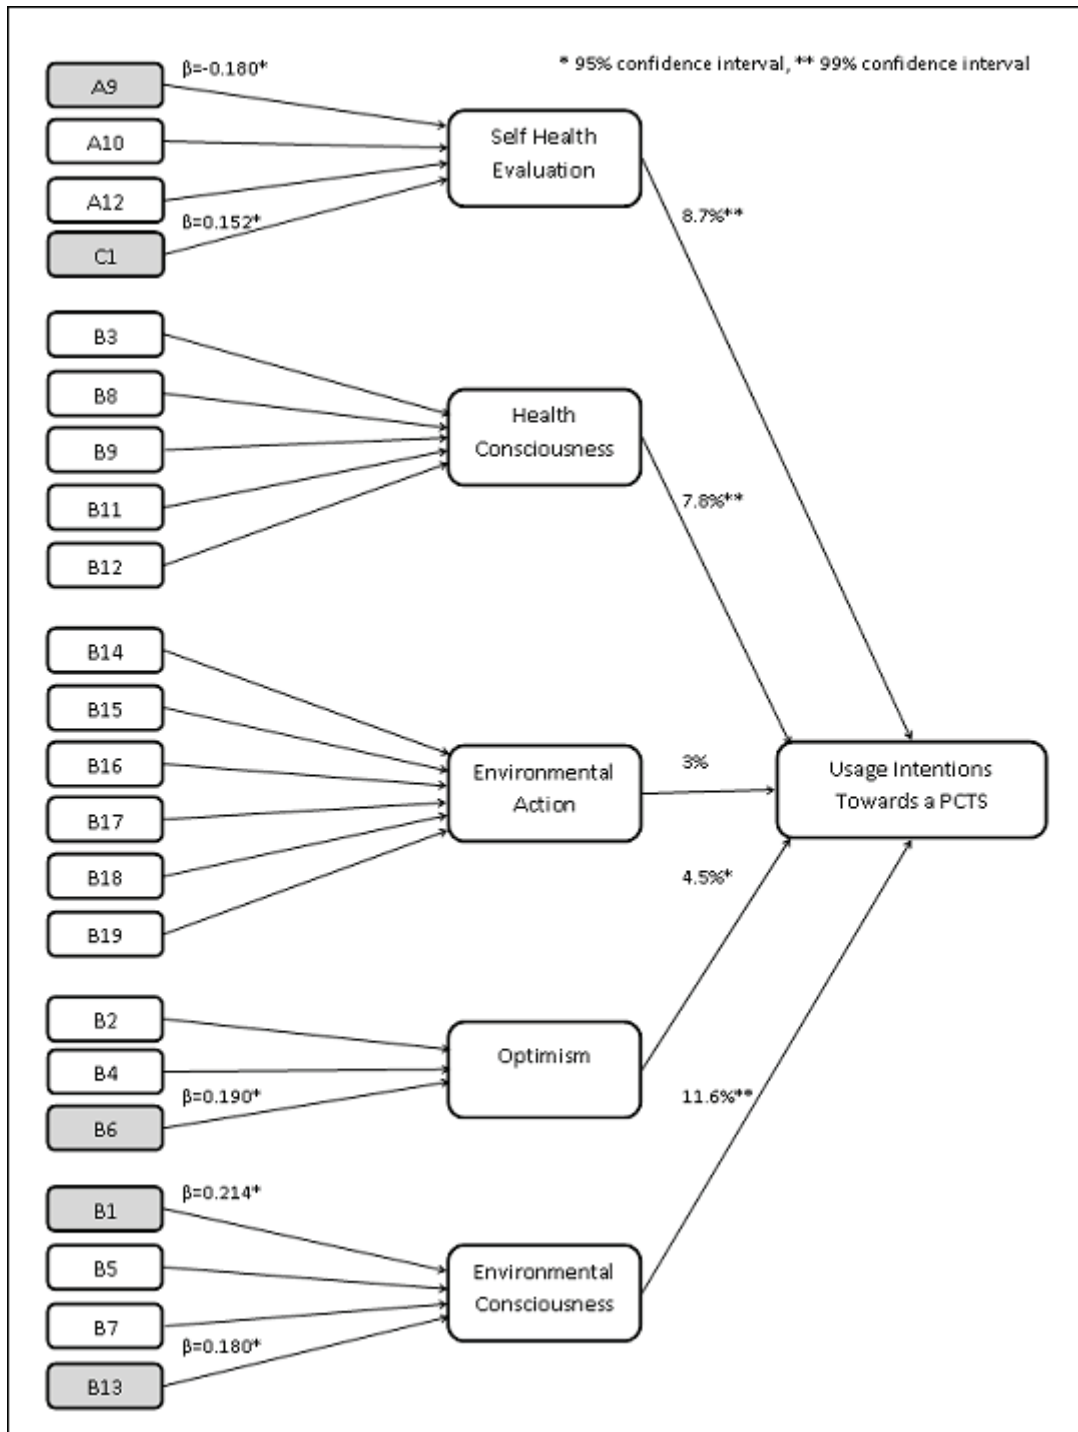 * 95% confidence interval, ** 99% confidence interval
A9
β=-0.180*
A10
A12
C1
β=0.152*
Self Health
Evaluation
8.7%**
B3
B8
B9
B11
B12
Health
Consciousness
7.8%**
B14
B15
B16
B17
B18
B19
Environmental
Action
3%
Usage Intentions
Towards a PCTS
B2
B4
B6
β=0.190*
Optimism
4.5%*
B1
β=0.214*
B5
B7
B13
β=0.180*
Environmental
Consciousness
11.6%**